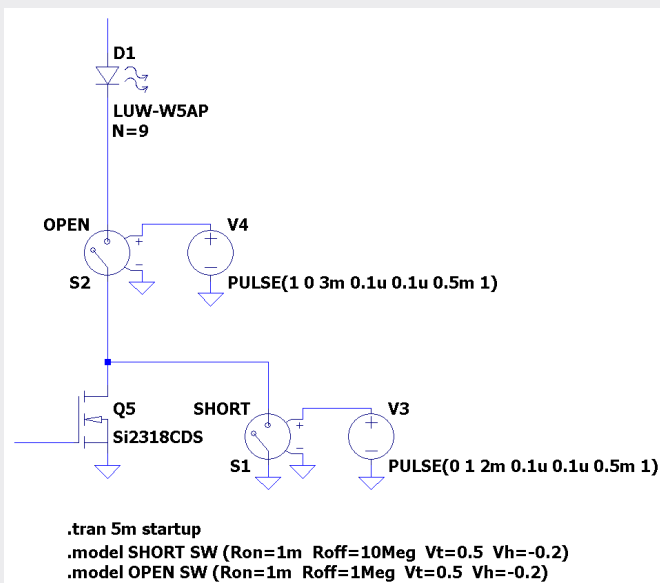 D1
LUW-W5AP
N=9
OPEN
V4
+
+
−
−
S2
PULSE(1 0 3m 0.1u 0.1u 0.5m 1)
Q5
Si2318CDS
SHORT
V3
+
+
−
−
S1
PULSE(0 1 2m 0.1u 0.1u 0.5m 1)
.tran 5m startup
.model SHORT SW (Ron=1m Roff=10Meg Vt=0.5 Vh=-0.2)
.model OPEN SW (Ron=1m Roff=1Meg Vt=0.5 Vh=-0.2)